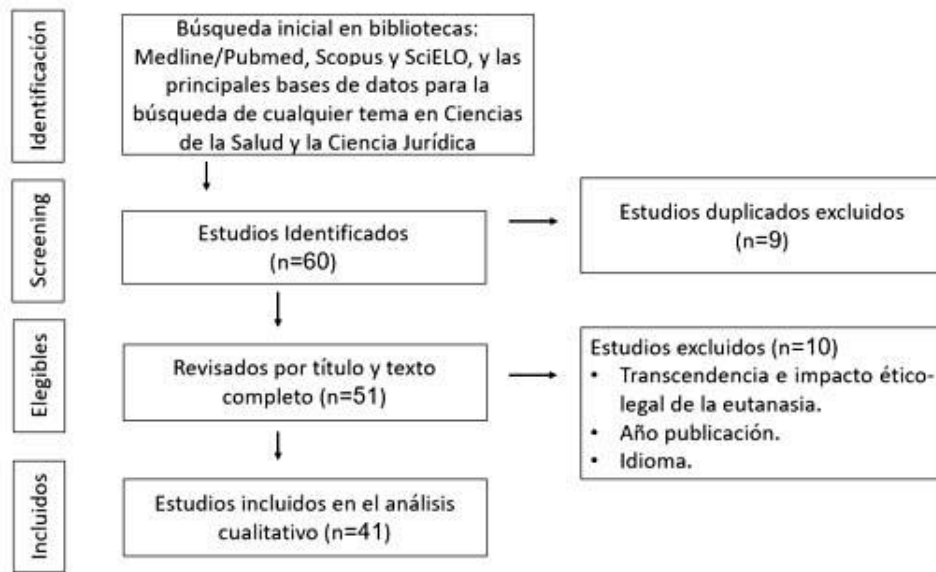 Identificación
Búsqueda inicial en bibliotecas:
Medline/Pubmed, Scopus y SciELO, y las
principales bases de datos para la
búsqueda de cualquier tema en Ciencias
de la Salud y la Ciencia Jurídica
Screening
Estudios Identificados
(n=60)
Estudios duplicados excluidos
(n=9)
Elegibles
Revisados por título y texto
completo (n=51)
Estudios excluidos (n=10)
• Transcendencia e impacto ético-
legal de la eutanasia.
• Año publicación.
• Idioma.
Incluidos
Estudios incluidos en el análisis
cualitativo (n=41)